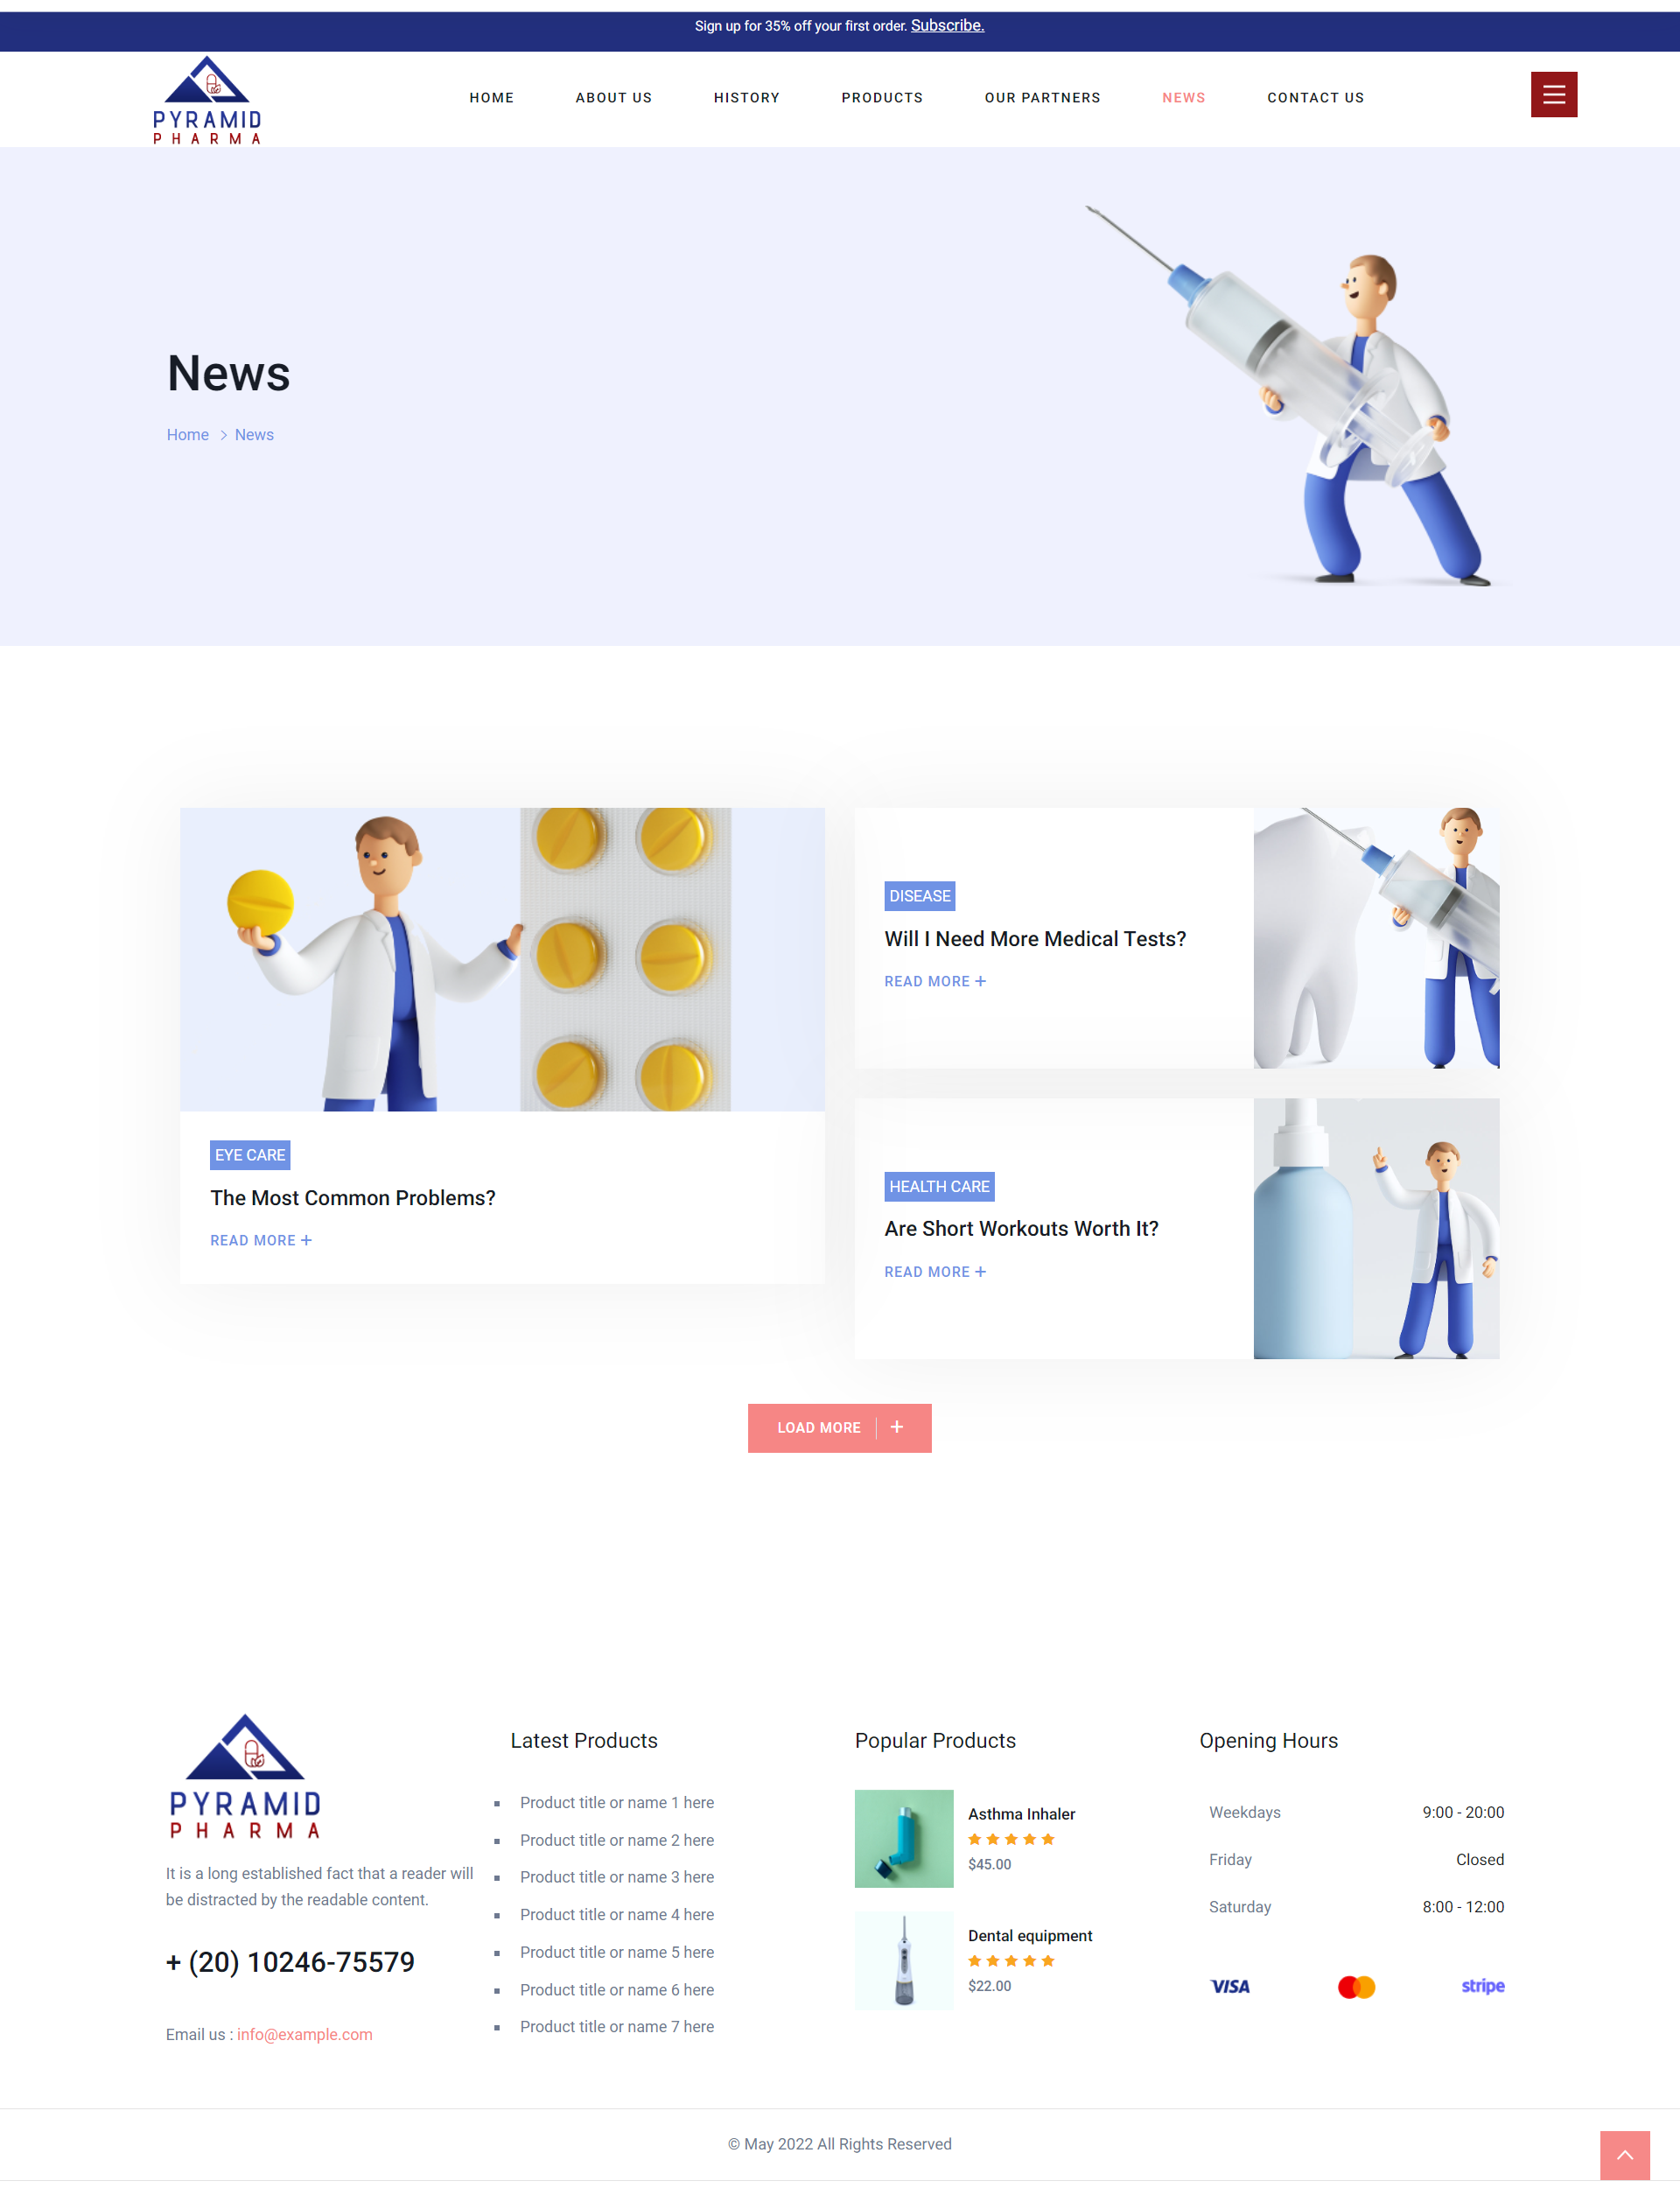 Sign up for 35% off your first order. Subscribe.
PYRAMID
PHARMA
HOME
ABOUT US
HISTORY
PRODUCTS
OUR PARTNERS
NEWS
CONTACT US
News
Home
News
EYE CARE
The Most Common Problems?
READ MORE +
DISEASE
Will I Need More Medical Tests?
READ MORE +
HEALTH CARE
Are Short Workouts Worth It?
READ MORE +
LOAD MORE +
PYRAMID
PHARMA
It is a long established fact that a reader will
be distracted by the readable content.
+ (20) 10246-75579
Email us : info@example.com
Latest Products
Product title or name 1 here
Product title or name 2 here
Product title or name 3 here
Product title or name 4 here
Product title or name 5 here
Product title or name 6 here
Product title or name 7 here
Popular Products
Asthma Inhaler
$45.00
Dental equipment
$22.00
Opening Hours
Weekdays 9:00 - 20:00
Friday Closed
Saturday 8:00 - 12:00
VISA
stripe
© May 2022 All Rights Reserved